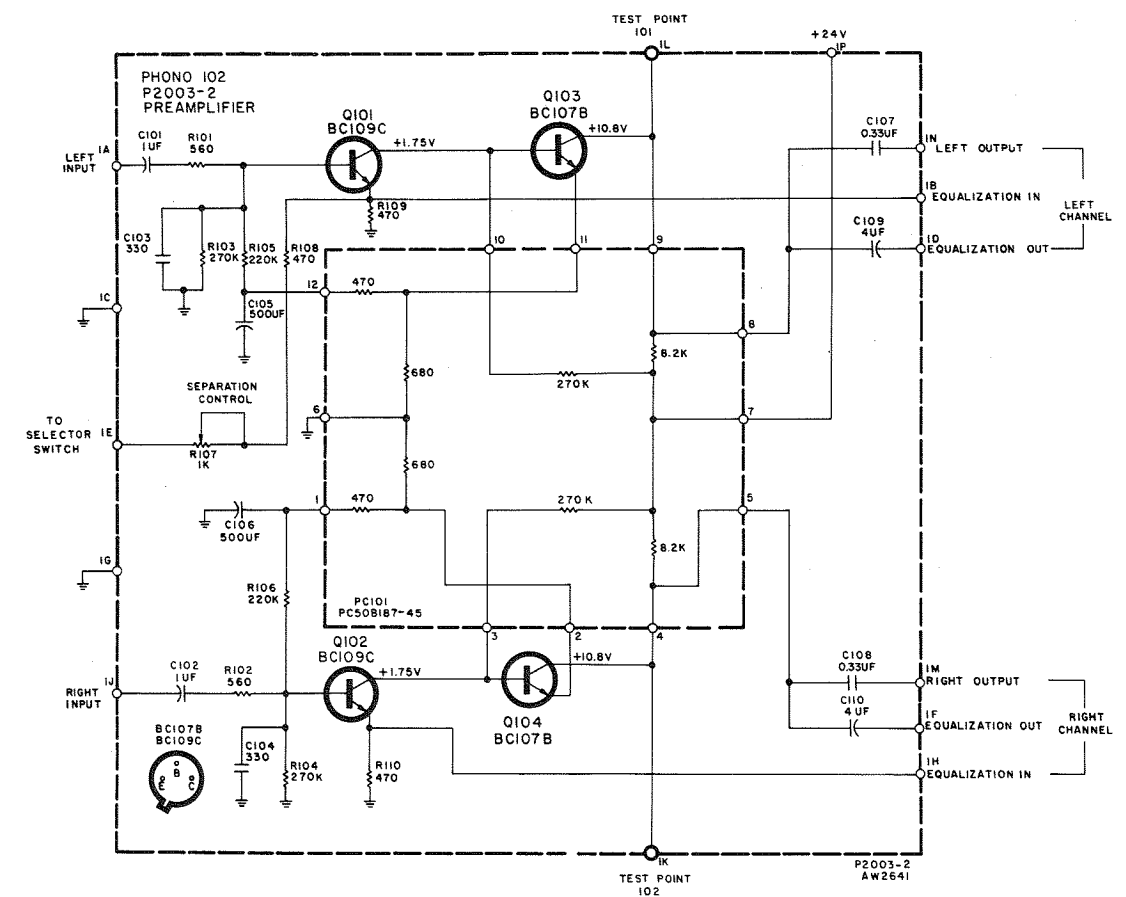 TEST POINT
101
1L
+24V
1P
PHONO 102
P2003-2
PREAMPLIFIER
Q101
BC109C
Q103
BC107B
+10.8V
+1.75V
C107
0.33UF
1N
LEFT OUTPUT
C101
1UF
R101
560
1A
LEFT
INPUT
1B
EQUALIZATION IN
LEFT
CHANNEL
R109
470
C109
4UF
1D
EQUALIZATION OUT
C103
330
R103
270K
R105
220K
R108
470
10
11
9
12
470
1C
C105
500UF
8
8.2K
680
270K
SEPARATION
CONTROL
6
7
TO
SELECTOR
SWITCH
1E
R107
1K
680
1
470
270K
5
C106
500UF
8.2K
1G
R106
220K
PC101
PC50B187-45
3
2
4
Q102
BC109C
+1.75V
+10.8V
C102
1UF
R102
560
1J
RIGHT
INPUT
Q104
BC107B
C108
0.33UF
1M
RIGHT OUTPUT
C110
4UF
1F
EQUALIZATION OUT
RIGHT
CHANNEL
BC107B
BC109C
B
E
C
C104
330
R104
270K
R110
470
1H
EQUALIZATION IN
1K
TEST POINT
102
P2003-2
AW2641